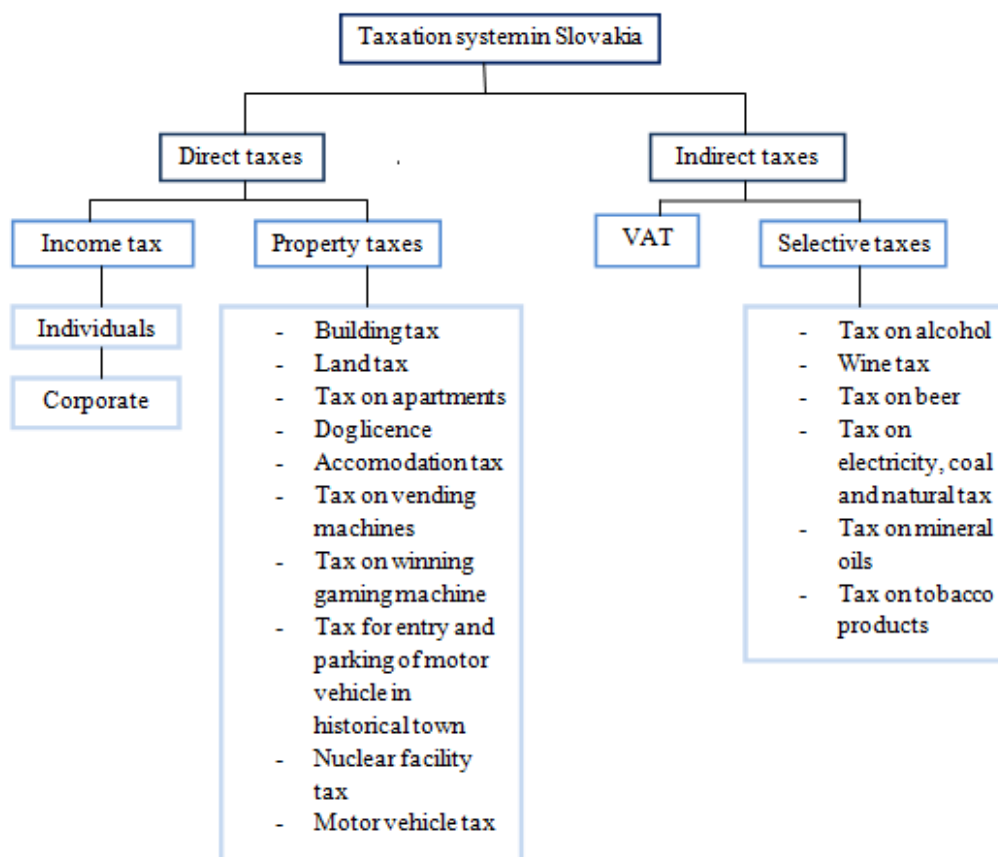 Taxation systemin Slovakia
Direct taxes
Indirect taxes
Income tax
Property taxes
VAT
Selective taxes
Individuals
Corporate
- Building tax
- Land tax
- Tax on apartments
- Dog licence
- Accomodation tax
- Tax on vending
machines
- Tax on winning
gaming machine
- Tax for entry and
parking of motor
vehicle in
historical town
- Nuclear facility
tax
- Motor vehicle tax
- Tax on alcohol
- Wine tax
- Tax on beer
- Tax on
electricity, coal
and natural tax
- Tax on mineral
oils
- Tax on tobacco
products